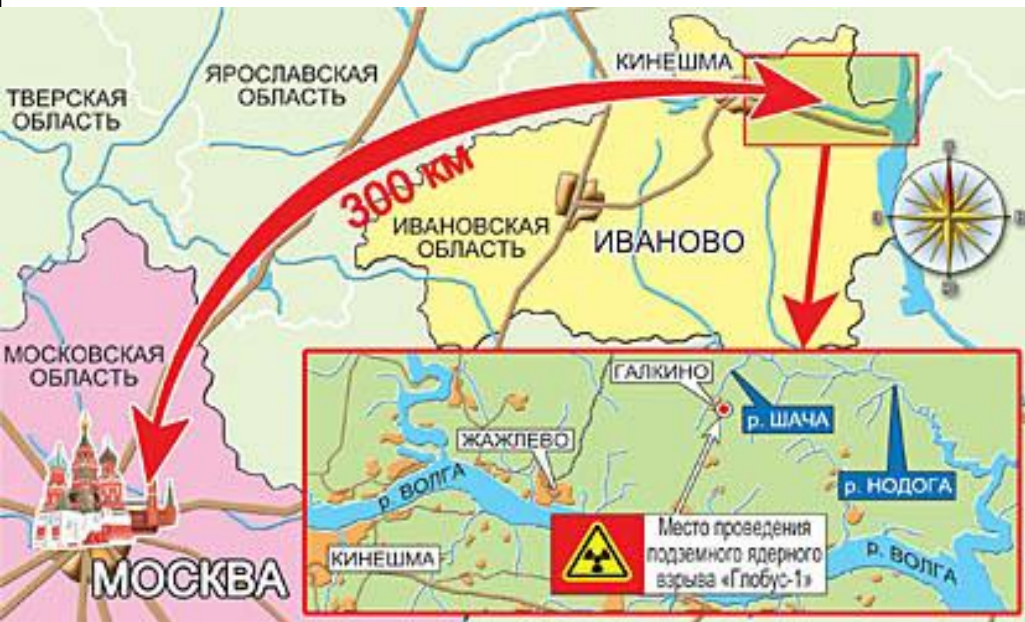 ТВЕРСКАЯ
ОБЛАСТЬ
ЯРОСЛАВСКАЯ
ОБЛАСТЬ
КИНЕШМА
300 км
ИВАНОВСКАЯ
ОБЛАСТЬ
ИВАНОВО
МОСКОВСКАЯ
ОБЛАСТЬ
МОСКВА
ГАЛКИНО
р. ШАЧА
ЖАЖЛЕВО
р. ВОЛГА
р. НОДОГА
КИНЕШМА
Место проведения
подземного ядерного
взрыва «Глобус-1»
р. ВОЛГА